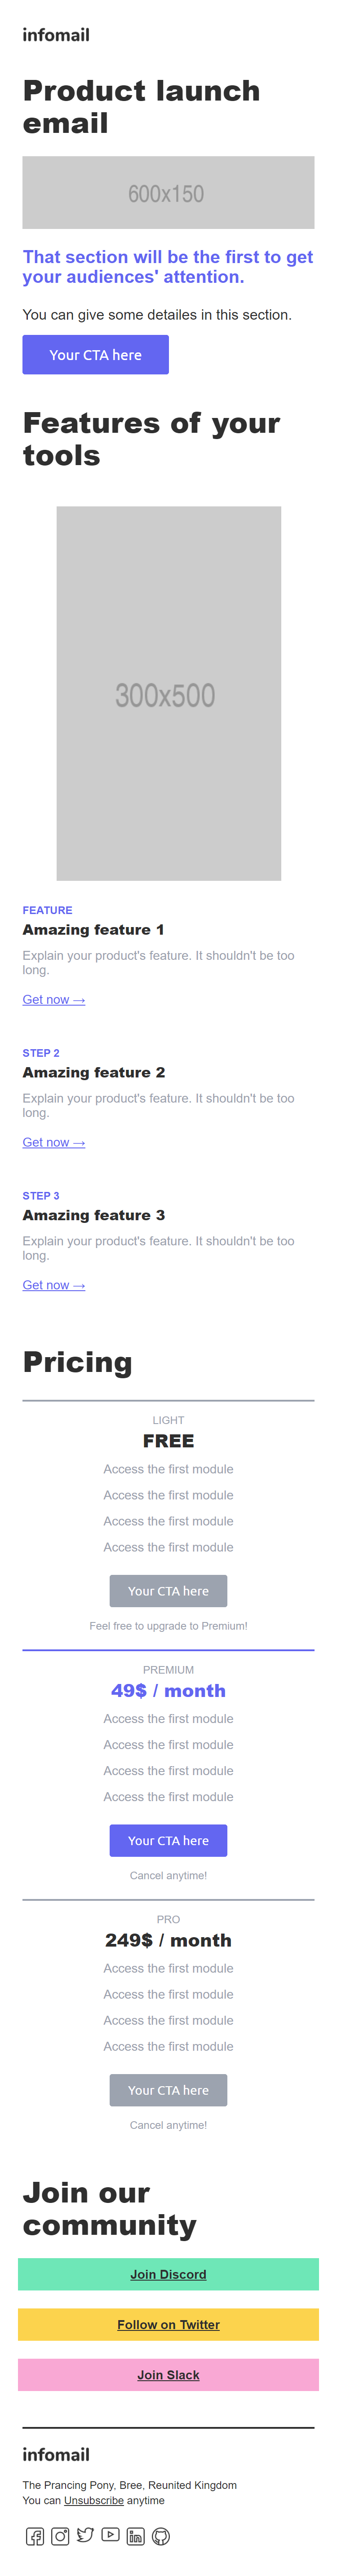 infomail
Product launch
email
600x150
That section will be the first to get
your audiences' attention.
You can give some detailes in this section.
Your CTA here
Features of your
tools
300x500
FEATURE
Amazing feature 1
Explain your product's feature. It shouldn't be too
long.
Get now →
STEP 2
Amazing feature 2
Explain your product's feature. It shouldn't be too
long.
Get now →
STEP 3
Amazing feature 3
Explain your product's feature. It shouldn't be too
long.
Get now →
Pricing
LIGHT
FREE
Access the first module
Access the first module
Access the first module
Access the first module
Your CTA here
Feel free to upgrade to Premium!
PREMIUM
49$ / month
Access the first module
Access the first module
Access the first module
Access the first module
Your CTA here
Cancel anytime!
PRO
249$ / month
Access the first module
Access the first module
Access the first module
Access the first module
Your CTA here
Cancel anytime!
Join our
community
Join Discord
Follow on Twitter
Join Slack
infomail
The Prancing Pony, Bree, Reunited Kingdom
You can Unsubscribe anytime